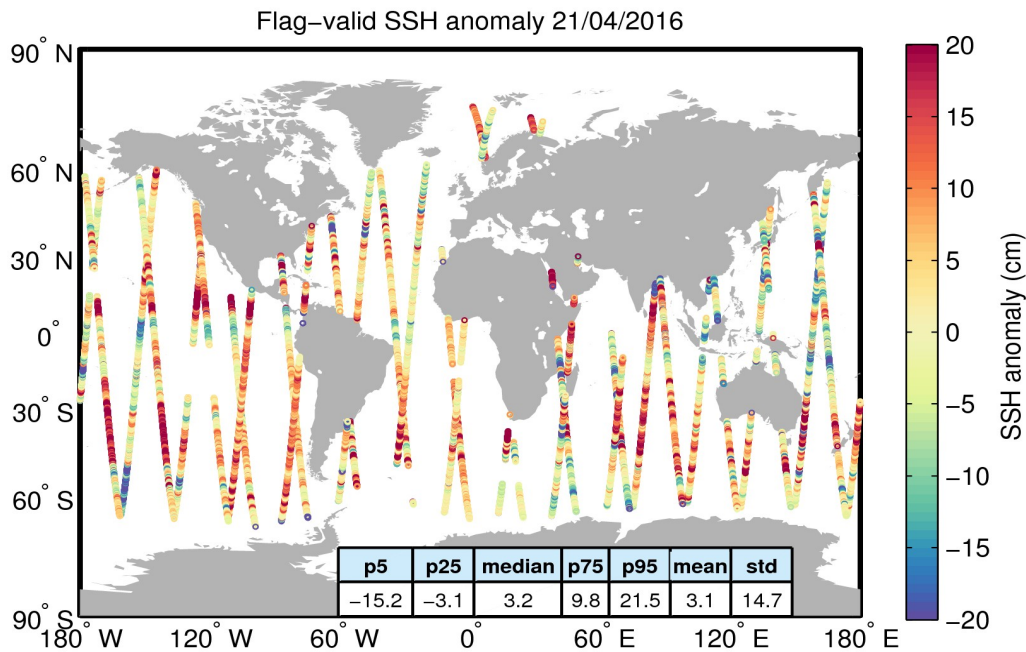 Flag−valid SSH anomaly 21/04/2016
90° N
60° N
30° N
0°
30° S
60° S
90° S
180° W
120° W
60° W
0°
60° E
120° E
180° E
p5 p25 median p75 p95 mean std
−15.2 −3.1 3.2 9.8 21.5 3.1 14.7
20
15
10
5
0
−5
−10
−15
−20
SSH anomaly (cm)